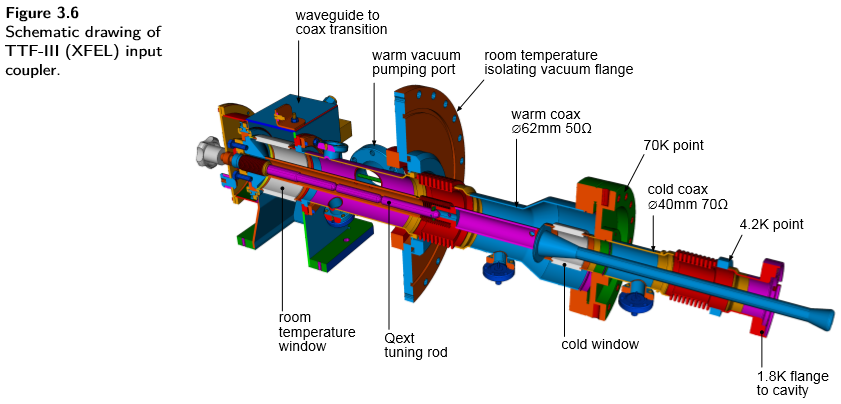 Figure 3.6
Schematic drawing of
TTF-III (XFEL) input
coupler.
waveguide to
coax transition
warm vacuum
pumping port
room temperature
isolating vacuum flange
warm coax
⌀62mm 50Ω
70K point
cold coax
⌀40mm 70Ω
4.2K point
room
temperature
window
Qext
tuning rod
cold window
1.8K flange
to cavity